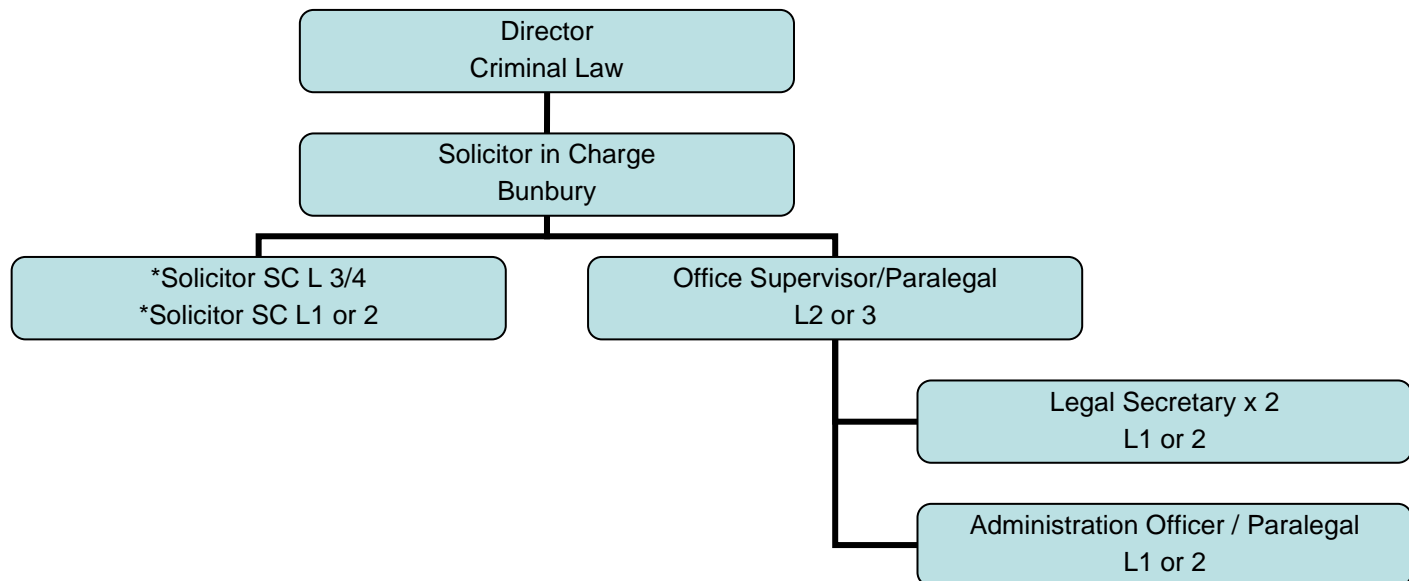 Director
Criminal Law
Solicitor in Charge
Bunbury
*Solicitor SC L 3/4
*Solicitor SC L1 or 2
Office Supervisor/Paralegal
L2 or 3
Legal Secretary x 2
L1 or 2
Administration Officer / Paralegal
L1 or 2